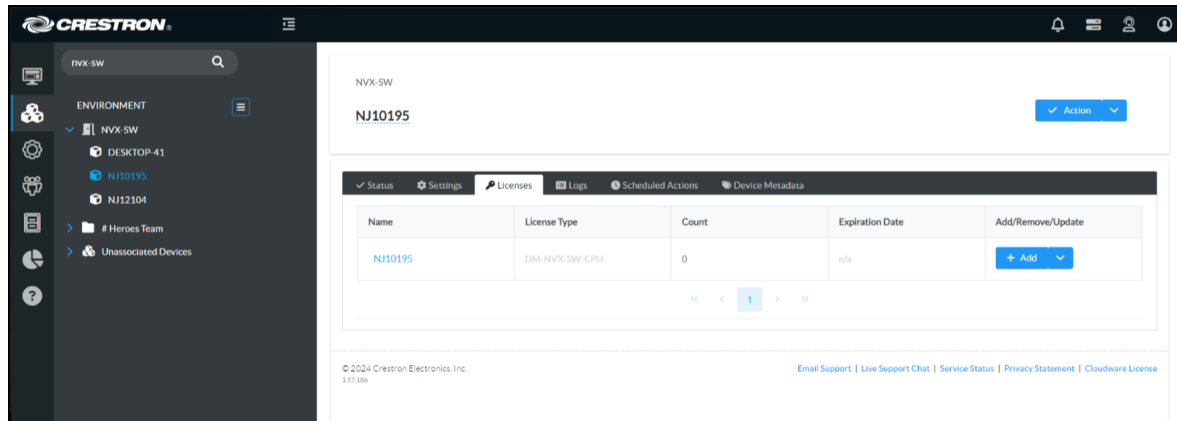 CRESTRON®
nvx-sw
ENVIRONMENT
NVX-SW
DESKTOP-41
NJ10195
NJ12104
# Heroes Team
Unassociated Devices
NVX-SW
NJ10195
Action
Status Settings Licenses Logs Scheduled Actions Device Metadata
Name License Type Count Expiration Date Add/Remove/Update
NJ10195 DM-NVX-SW-CPU 0 n/a + Add
« < 1 > »
© 2024 Crestron Electronics, Inc.
1.57.186
Email Support | Live Support Chat | Service Status | Privacy Statement | Cloudware License